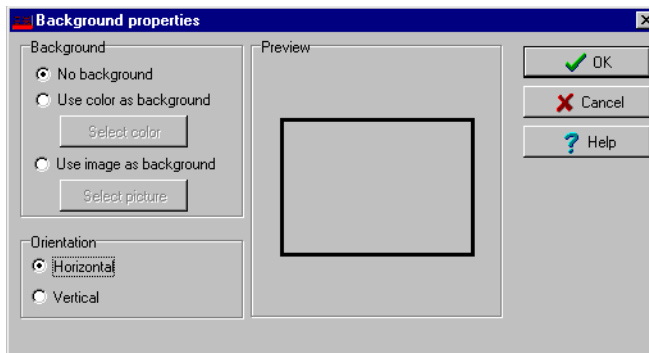 Background properties
Background
No background
Use color as background
Select color
Use image as background
Select picture
Orientation
Horizontal
Vertical
Preview
OK
Cancel
Help